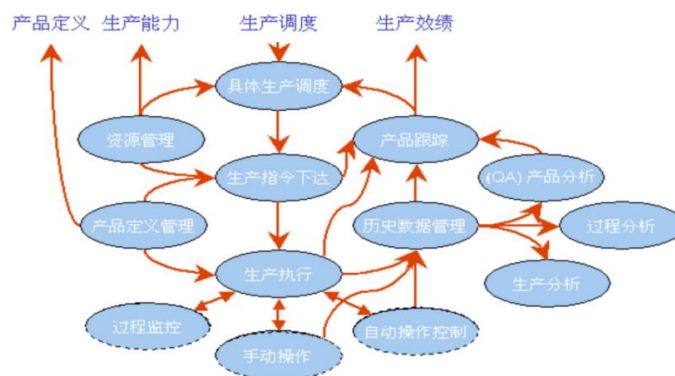 产品定义 生产能力 生产调度 生产效绩
具体生产调度
资源管理
产品跟踪
生产指令下达
(QA) 产品分析
产品定义管理
历史数据管理
过程分析
生产执行
生产分析
过程监控
自动操作控制
手动操作